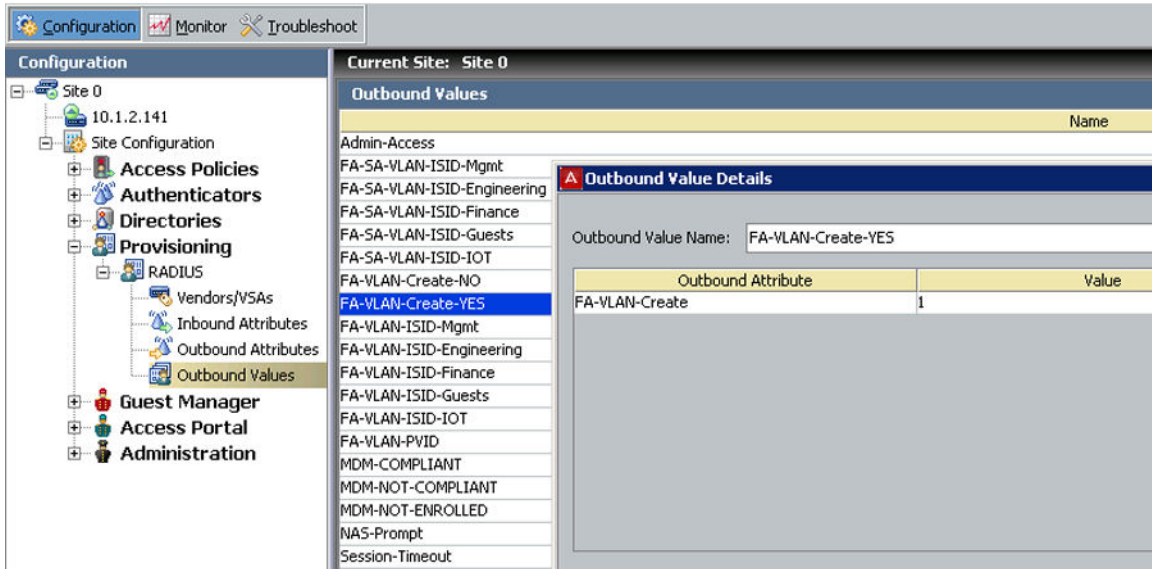 Configuration Monitor Troubleshoot
Configuration
Site 0
10.1.2.141
Site Configuration
Access Policies
Authenticators
Directories
Provisioning
RADIUS
Vendors/VSAs
Inbound Attributes
Outbound Attributes
Outbound Values
Guest Manager
Access Portal
Administration
Current Site: Site 0
Outbound Values
Name
Admin-Access
FA-SA-VLAN-ISID-Mgmt
FA-SA-VLAN-ISID-Engineering
FA-SA-VLAN-ISID-Finance
FA-SA-VLAN-ISID-Guests
FA-SA-VLAN-ISID-IOT
FA-VLAN-Create-NO
FA-VLAN-Create-YES
FA-VLAN-ISID-Mgmt
FA-VLAN-ISID-Engineering
FA-VLAN-ISID-Finance
FA-VLAN-ISID-Guests
FA-VLAN-ISID-IOT
FA-VLAN-PVID
MDM-COMPLIANT
MDM-NOT-COMPLIANT
MDM-NOT-ENROLLED
NAS-Prompt
Session-Timeout
A Outbound Value Details
Outbound Value Name: FA-VLAN-Create-YES
Outbound Attribute Value
FA-VLAN-Create 1